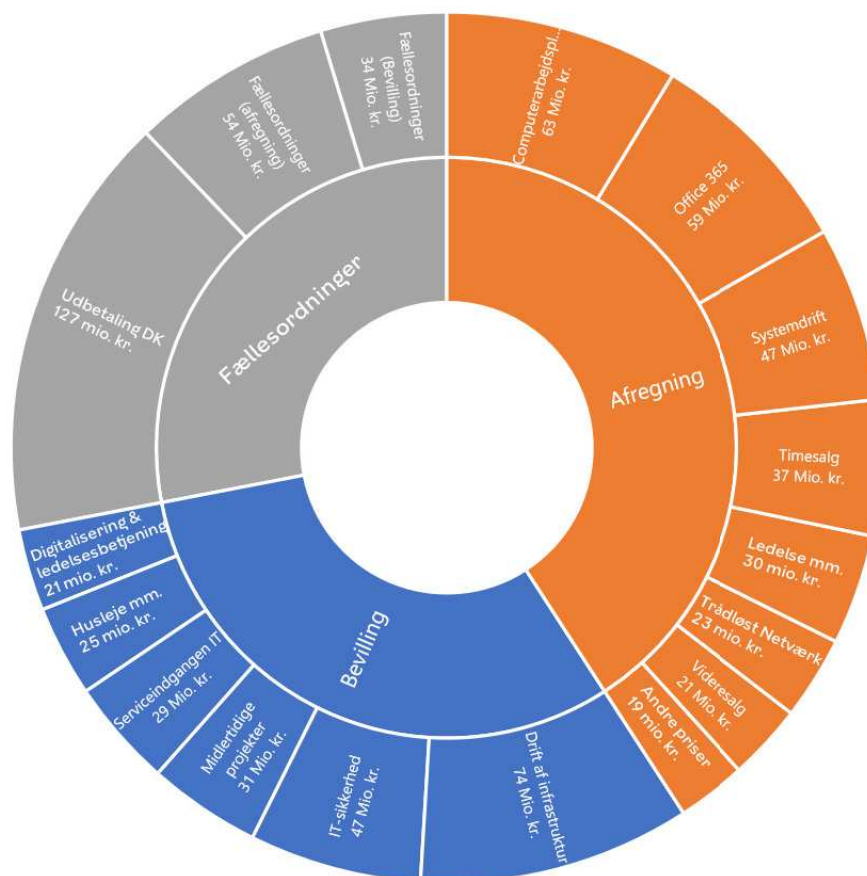 Afregning
Computerarbejdspl...
63 Mio. kr.
Office 365
59 Mio. kr.
Systemdrift
47 Mio. kr.
Timesalg
37 Mio. kr.
Ledelse mm.
30 mio. kr.
Trådløst Netværk
23 mio. kr.
Videresalg
21 Mio. kr.
Andre priser
19 mio. kr.
Bevilling
Drift af infrastruktur
74 Mio. kr.
IT-sikkerhed
47 Mio. kr.
Midlertidige
projekter
31 Mio. kr.
Serviceindgangen IT
29 Mio. kr.
Husleje mm.
25 mio. kr.
Digitalisering &
ledelsesbetjening
21 mio. kr.
Fællesordninger
Udbetaling DK
127 mio. kr.
Fællesordninger
(afregning)
54 Mio. kr.
Fællesordninger
(Bevilling)
34 Mio. kr.